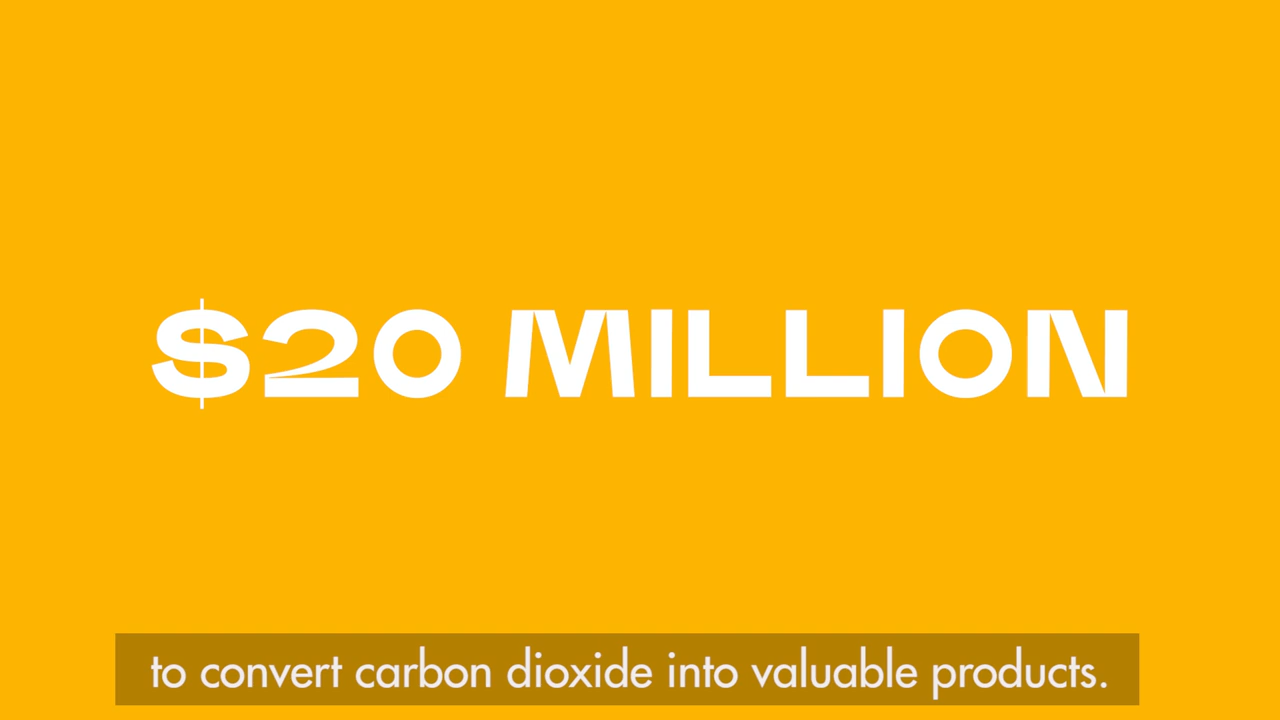 $20 MILLION
to convert carbon dioxide into valuable products.